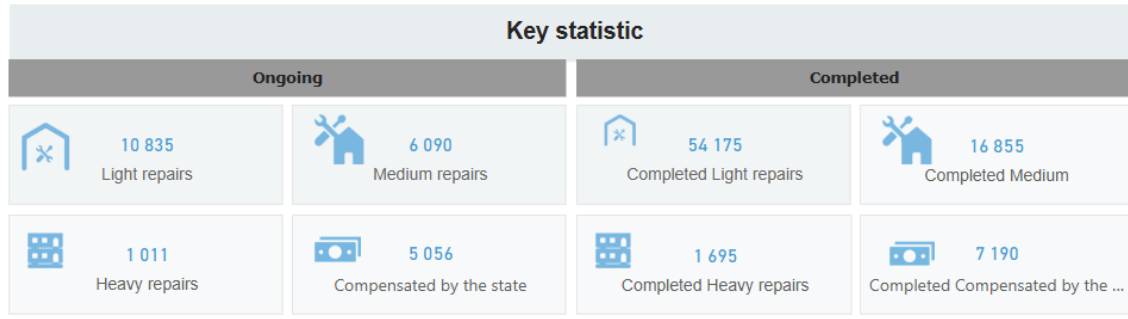 Key statistic
Ongoing
Completed
10 835
Light repairs
6 090
Medium repairs
54 175
Completed Light repairs
16 855
Completed Medium
1 011
Heavy repairs
5 056
Compensated by the state
1 695
Completed Heavy repairs
7 190
Completed Compensated by the ...